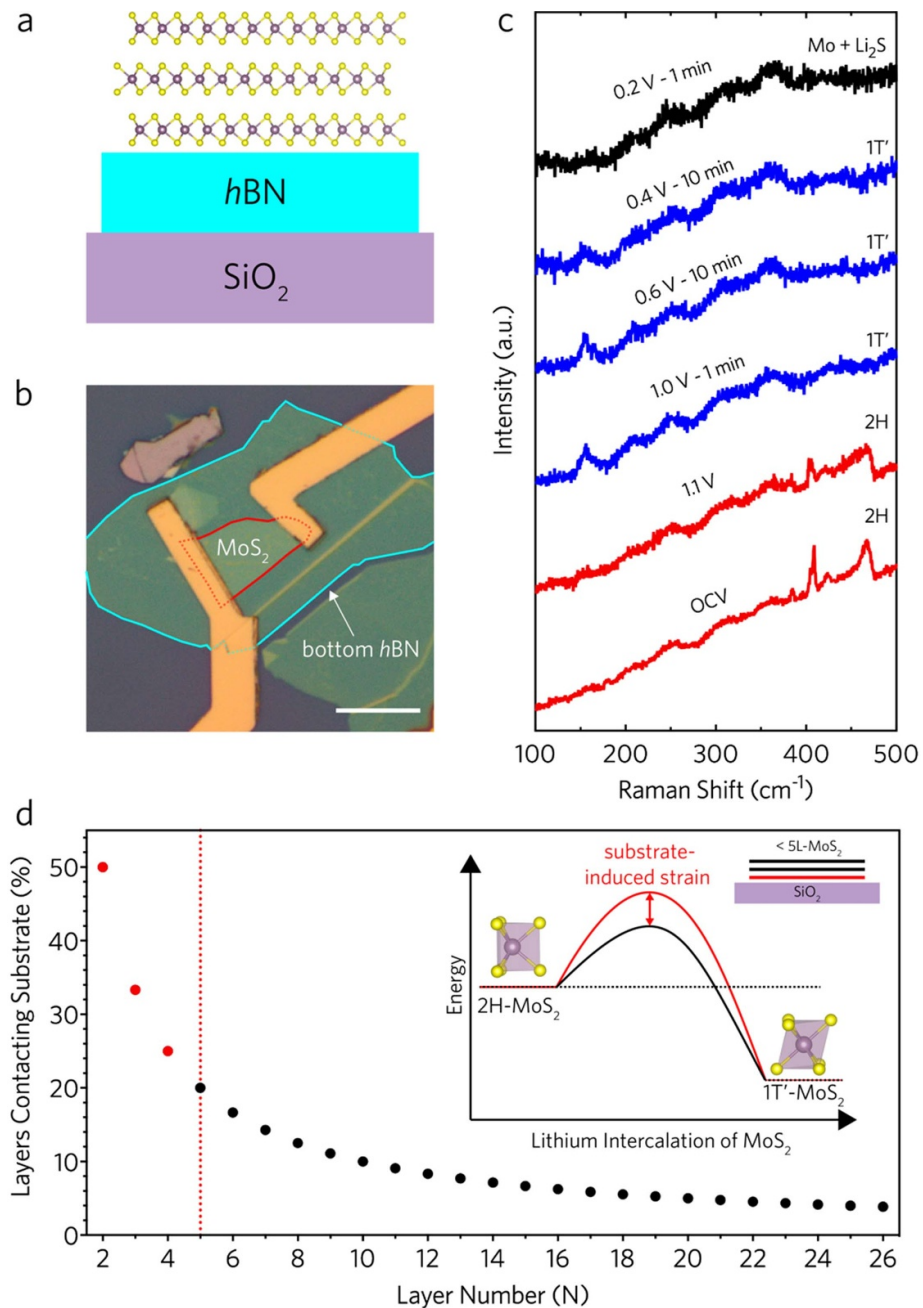 a
hBN
SiO₂
b
MoS₂
bottom hBN
c
Mo + Li₂S
0.2 V - 1 min
1T’
0.4 V - 10 min
1T’
0.6 V - 10 min
1T’
1.0 V - 1 min
2H
1.1 V
2H
OCV
Intensity (a.u.)
100 200 300 400 500
Raman Shift (cm⁻¹)
d
Layers Contacting Substrate (%)
50
40
30
20
10
0
2 4 6 8 10 12 14 16 18 20 22 24 26
Layer Number (N)
substrate-
induced strain
< 5L-MoS₂
SiO₂
Energy
2H-MoS₂
1T’-MoS₂
Lithium Intercalation of MoS₂